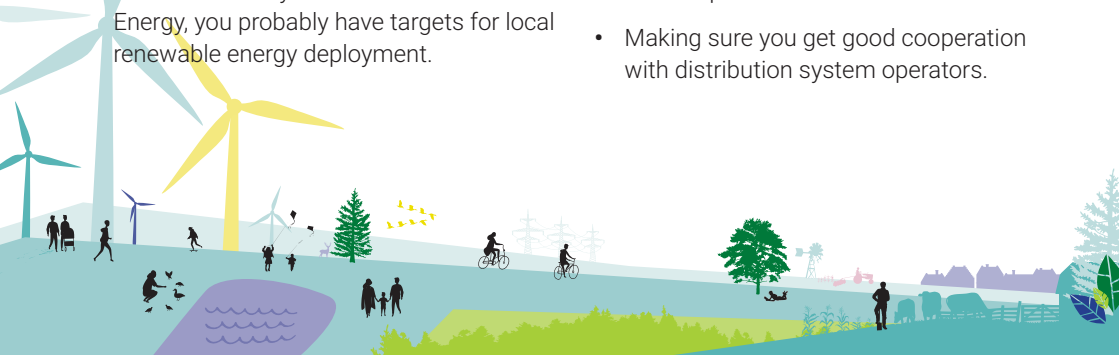 Energy, you probably have targets for local
renewable energy deployment.
• Making sure you get good cooperation
with distribution system operators.